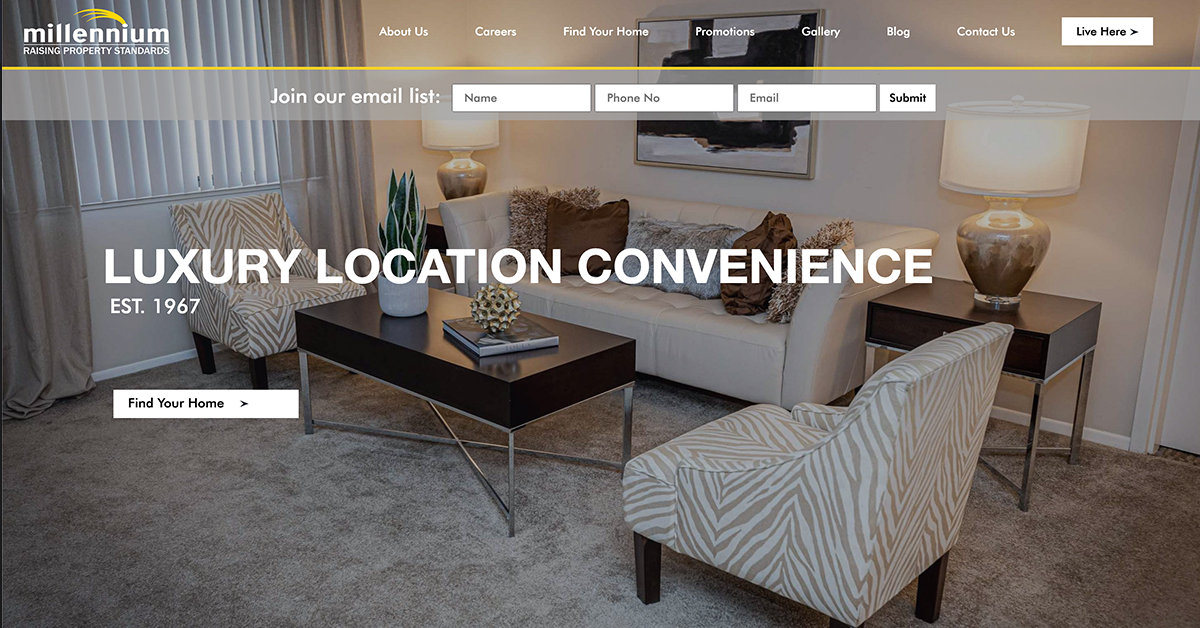 millennium
RAISING PROPERTY STANDARDS
About Us Careers Find Your Home Promotions Gallery Blog Contact Us Live Here ➤
Join our email list: Name Phone No Email Submit
LUXURY LOCATION CONVENIENCE
EST. 1967
Find Your Home ➤